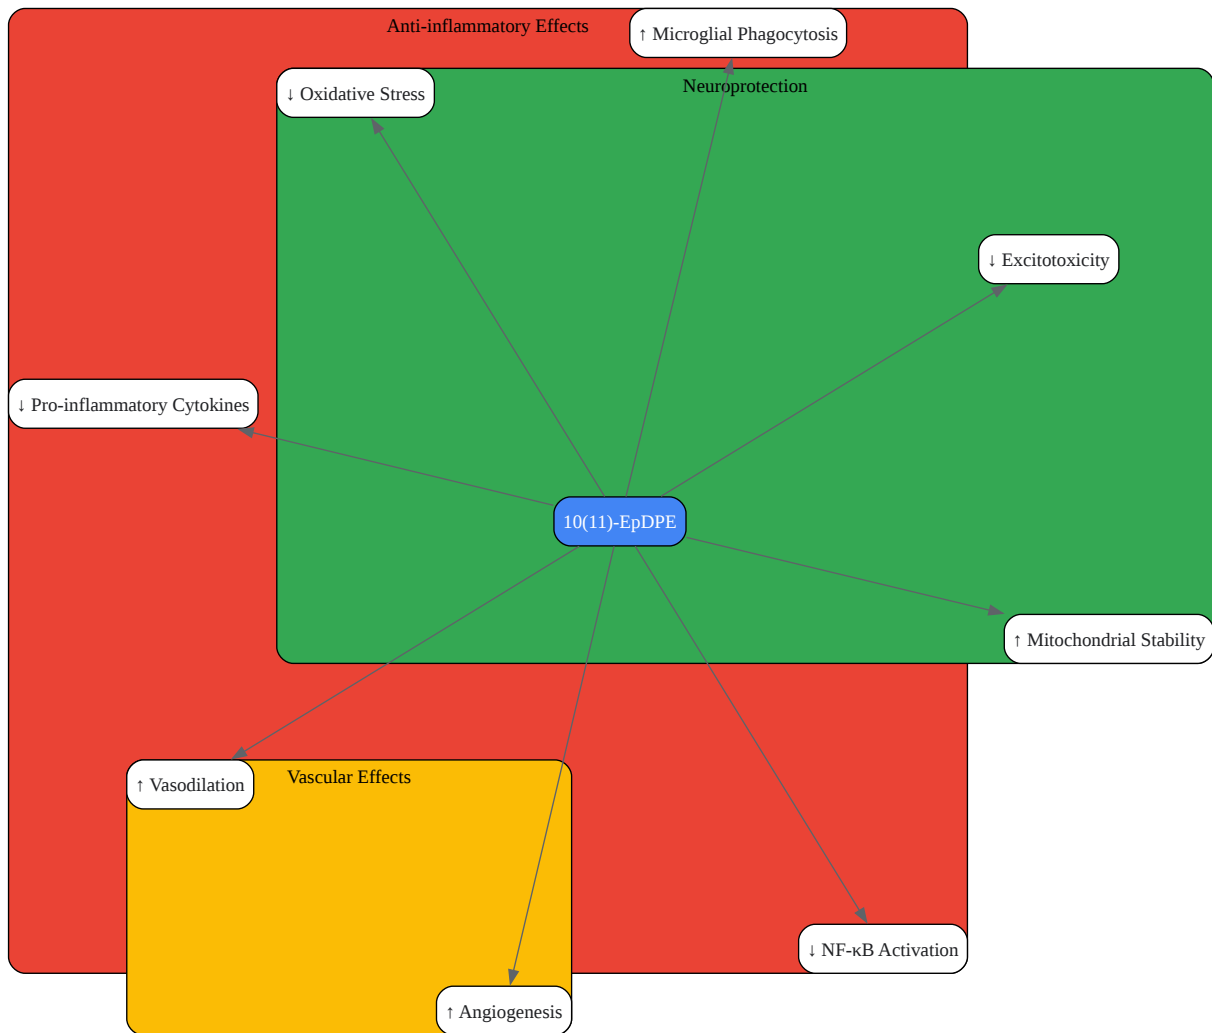 Anti-inflammatory Effects
↑ Microglial Phagocytosis
Neuroprotection
↓ Oxidative Stress
↓ Excitotoxicity
↓ Pro-inflammatory Cytokines
10(11)-EpDPE
↑ Mitochondrial Stability
Vascular Effects
↑ Vasodilation
↓ NF-κB Activation
↑ Angiogenesis